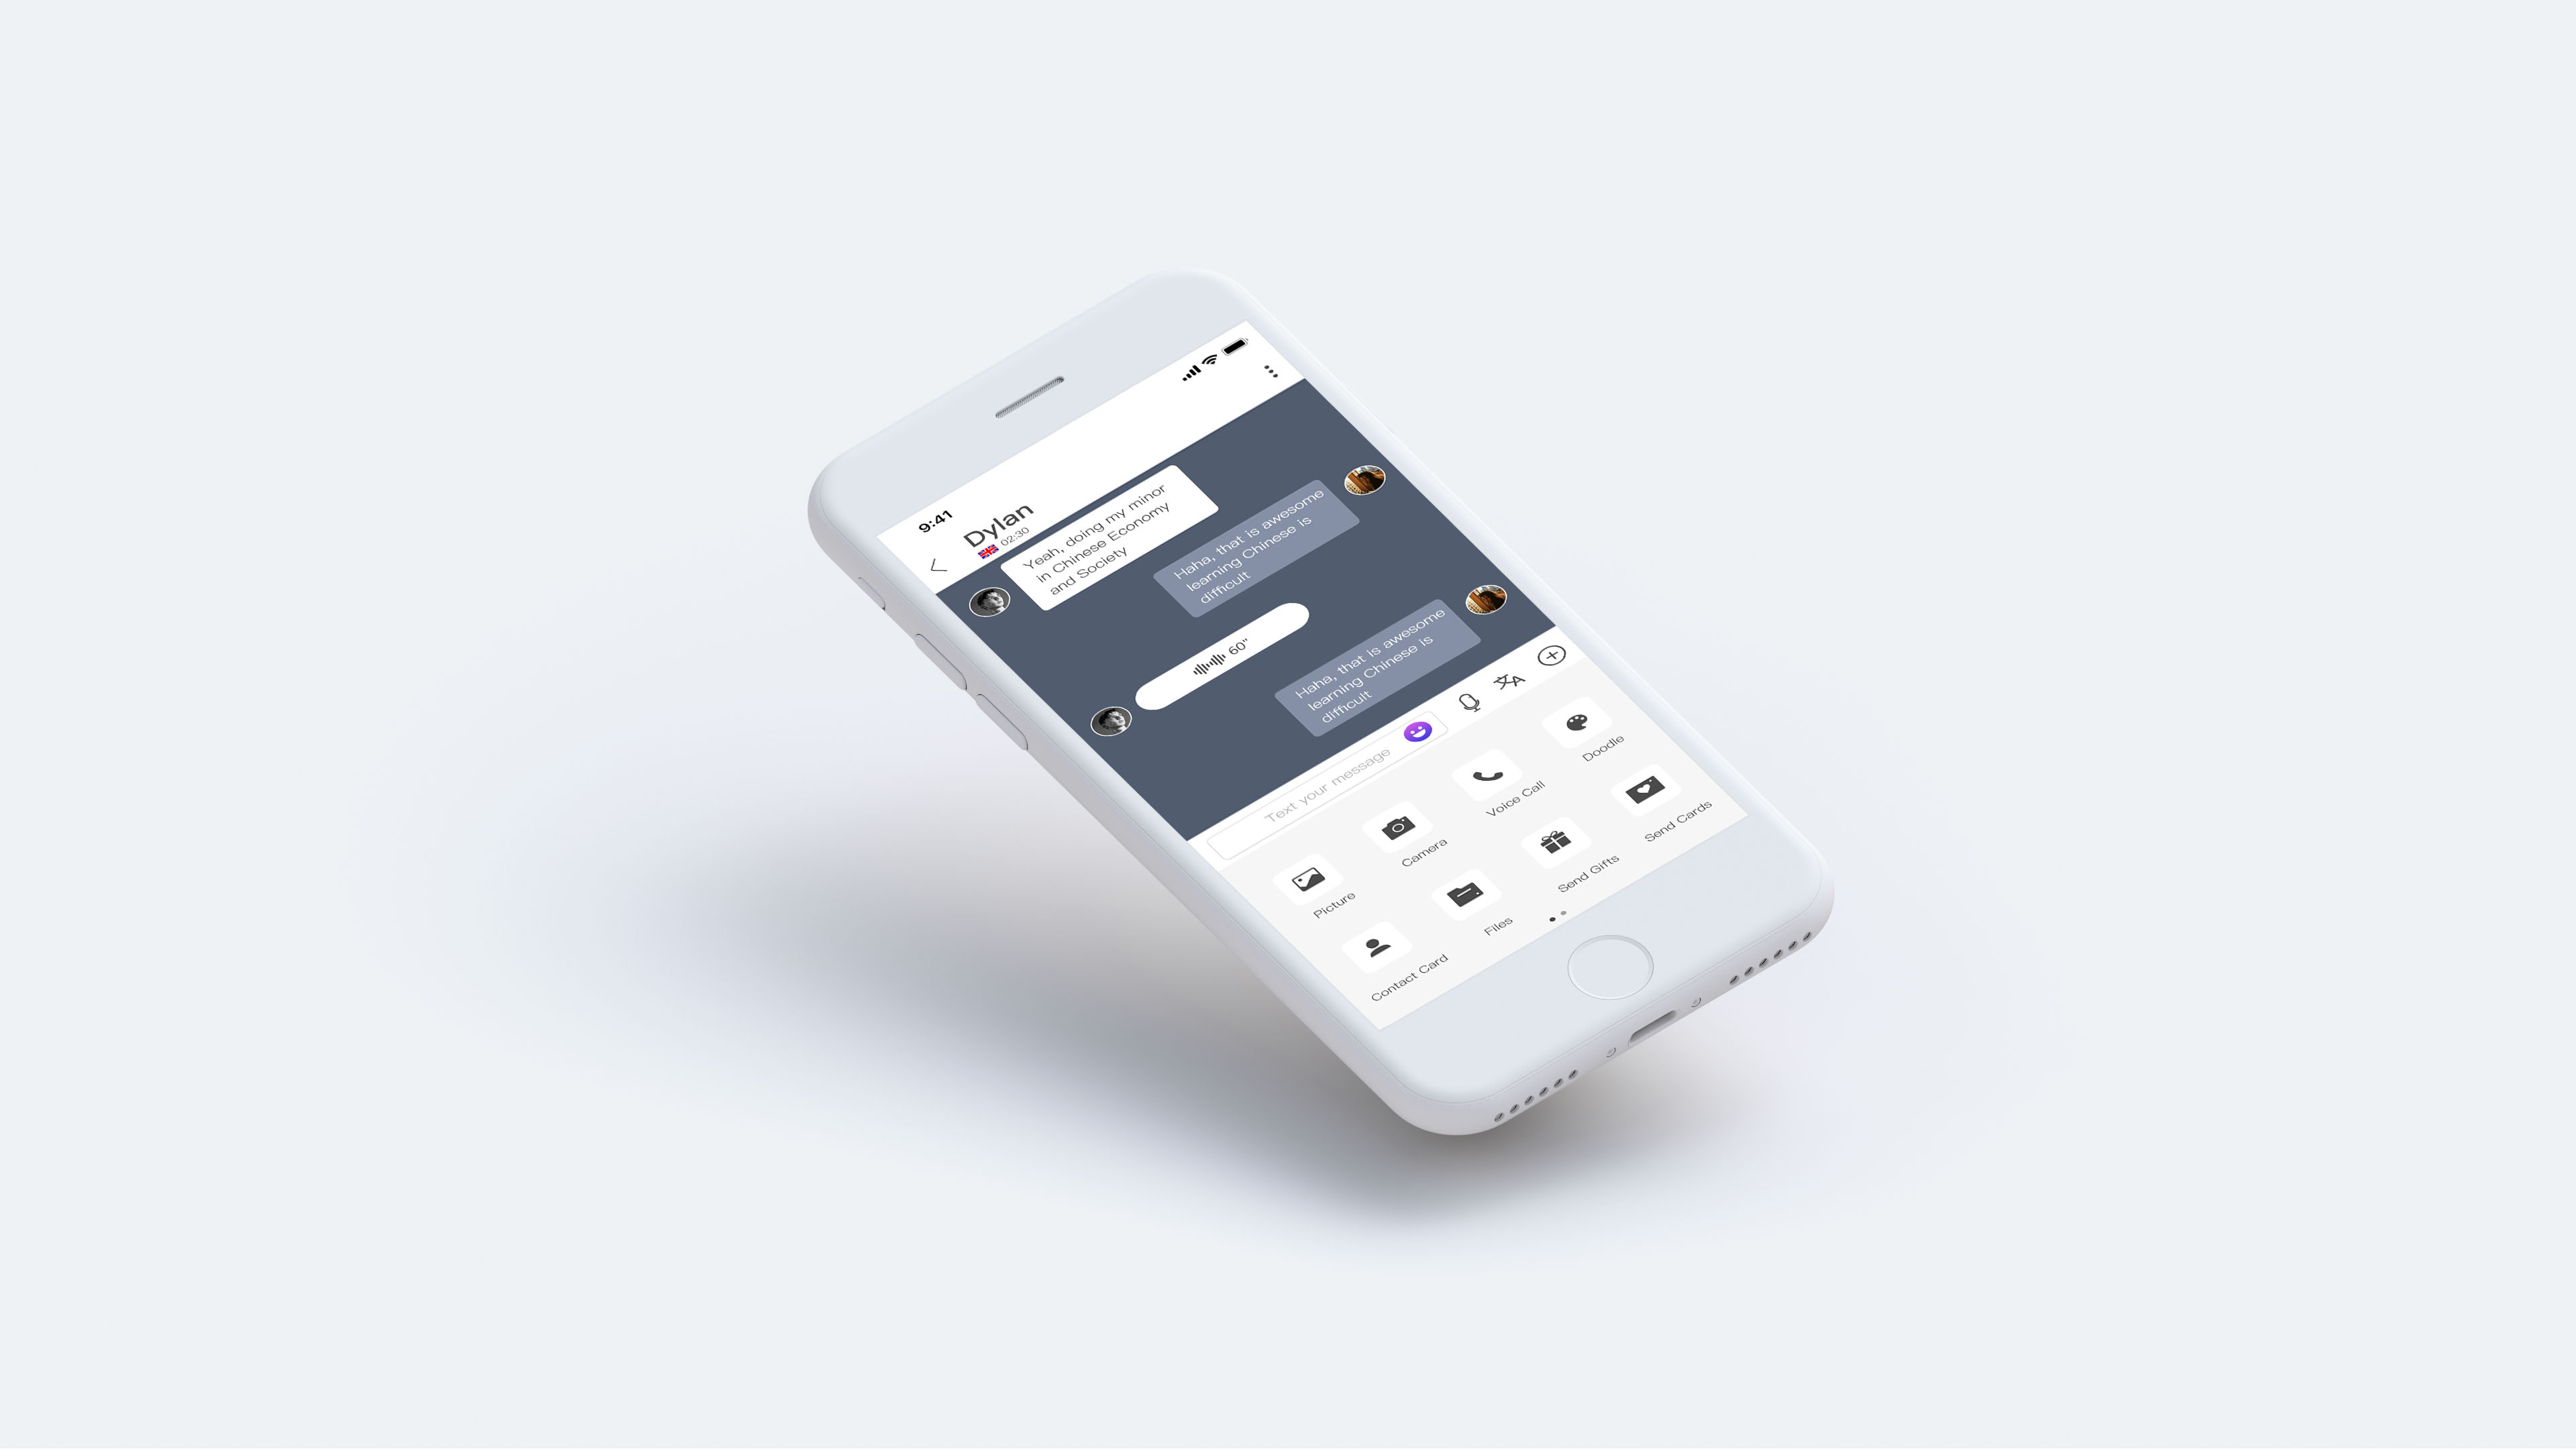 9:41
Dylan
02:30
Yeah, doing my minor
in Chinese Economy
and Society
Haha, that is awesome
learning Chinese is
difficult
60"
Haha, that is awesome
learning Chinese is
difficult
Text your message
文A
Picture
Camera
Voice Call
Doodle
Contact Card
Files
Send Gifts
Send Cards